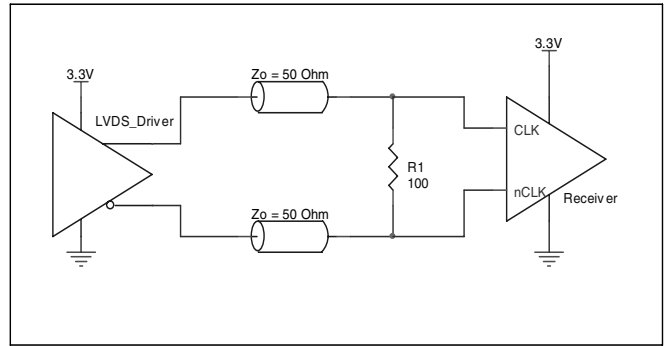 3.3V
3.3V
Zo = 50 Ohm
LVDS_Driver
CLK
R1
100
nCLK
Receiver
Zo = 50 Ohm